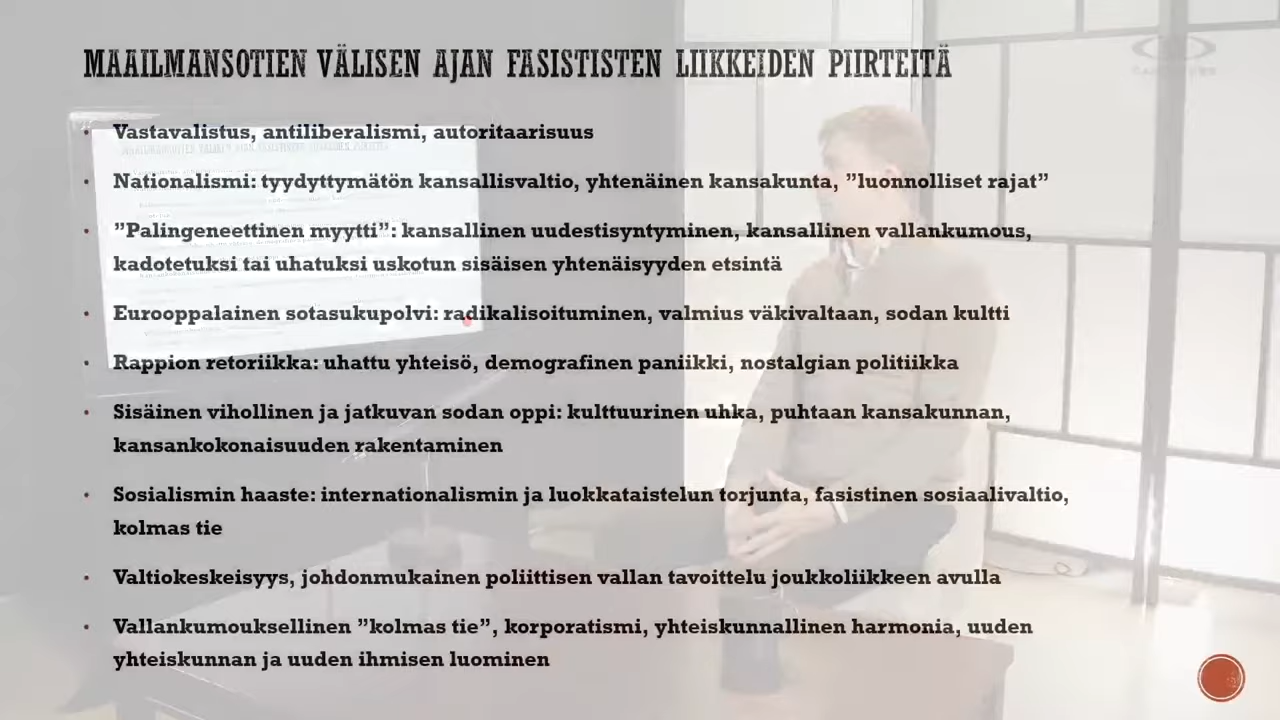 MAAILMANSOTIEN VÄLISEN AJAN FASISTISTEN LIIKKEIDEN PIIRTEITÄ
• Vastavalistus, antiliberalismi, autoritaarisuus
• Nationalismi: tyydyttymätön kansallisvaltio, yhtenäinen kansakunta, ”luonnolliset rajat”
• ”Palingeneettinen myytti”: kansallinen uudestisyntyminen, kansallinen vallankumous,
kadotetuksi tai uhatuksi uskotun sisäisen yhtenäisyyden etsintä
• Eurooppalainen sotasukupolvi: radikalisoituminen, valmius väkivaltaan, sodan kultti
• Rappion retoriikka: uhattu yhteisö, demografinen paniikki, nostalgian politiikka
• Sisäinen vihollinen ja jatkuvan sodan oppi: kulttuurinen uhka, puhtaan kansakunnan,
kansankokonaisuuden rakentaminen
• Sosialismin haaste: internationalismin ja luokkataistelun torjunta, fasistinen sosiaalivaltio,
kolmas tie
• Valtiokeskeisyys, johdonmukainen poliittisen vallan tavoittelu joukkoliikkeen avulla
• Vallankumouksellinen ”kolmas tie”, korporatismi, yhteiskunnallinen harmonia, uuden
yhteiskunnan ja uuden ihmisen luominen